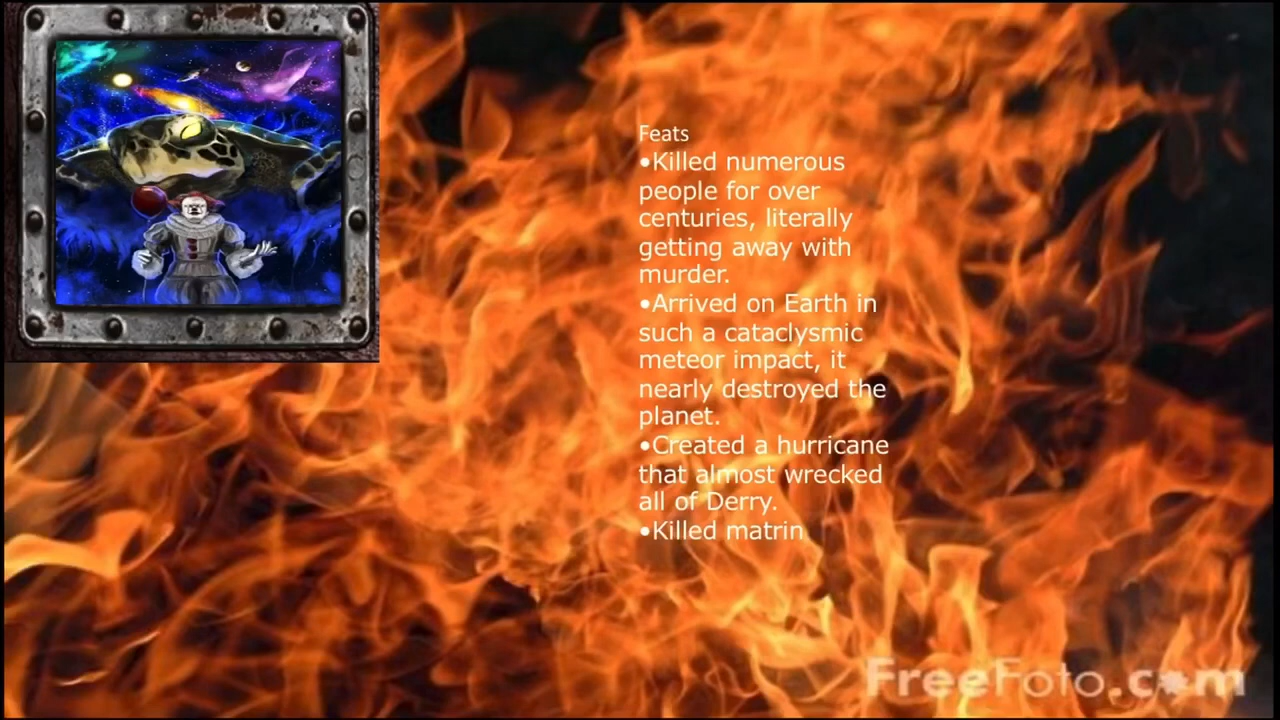 Feats
•Killed numerous
people for over
centuries, literally
getting away with
murder.
•Arrived on Earth in
such a cataclysmic
meteor impact, it
nearly destroyed the
planet.
•Created a hurricane
that almost wrecked
all of Derry.
•Killed matrin
FreeFoto.com